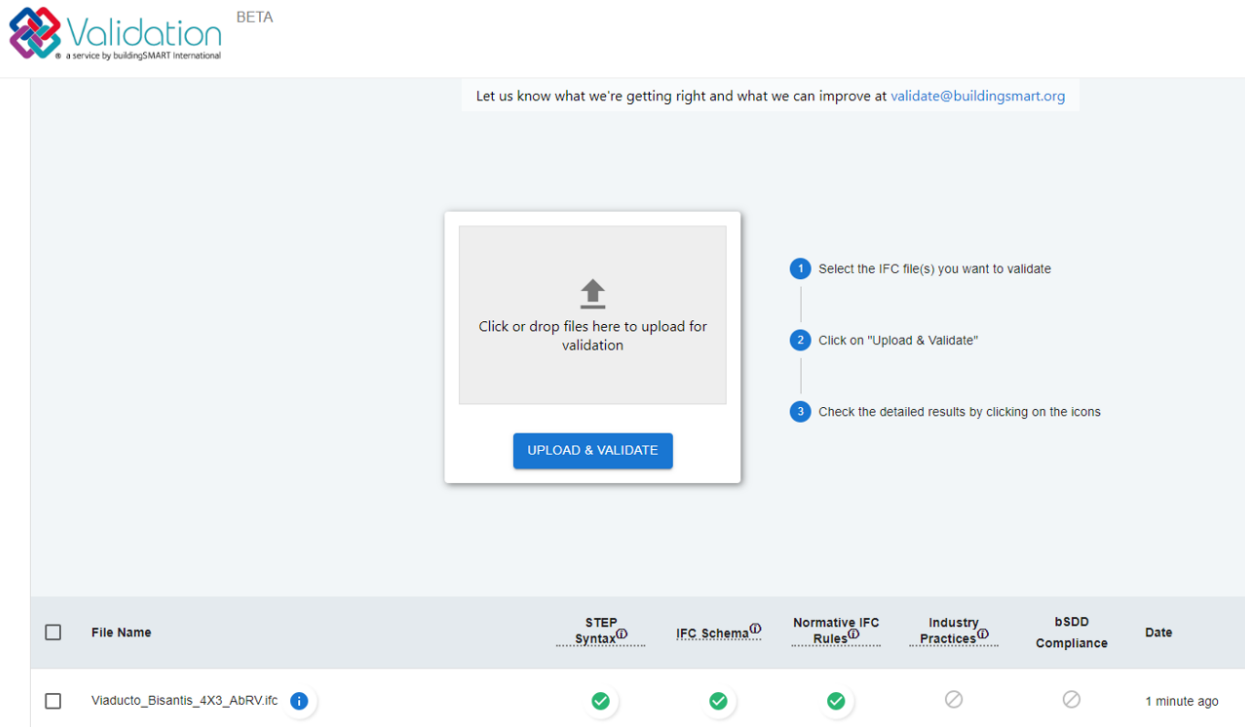 BETA
Validation
® a service by buildingSMART International
Let us know what we're getting right and what we can improve at validate@buildingsmart.org
Click or drop files here to upload for
validation
UPLOAD & VALIDATE
1 Select the IFC file(s) you want to validate
2 Click on "Upload & Validate"
3 Check the detailed results by clicking on the icons
File Name
STEP
Syntax
IFC Schema
Normative IFC
Rules
Industry
Practices
bSDD
Compliance
Date
Viaducto_Bisantis_4X3_AbRV.ifc
1 minute ago